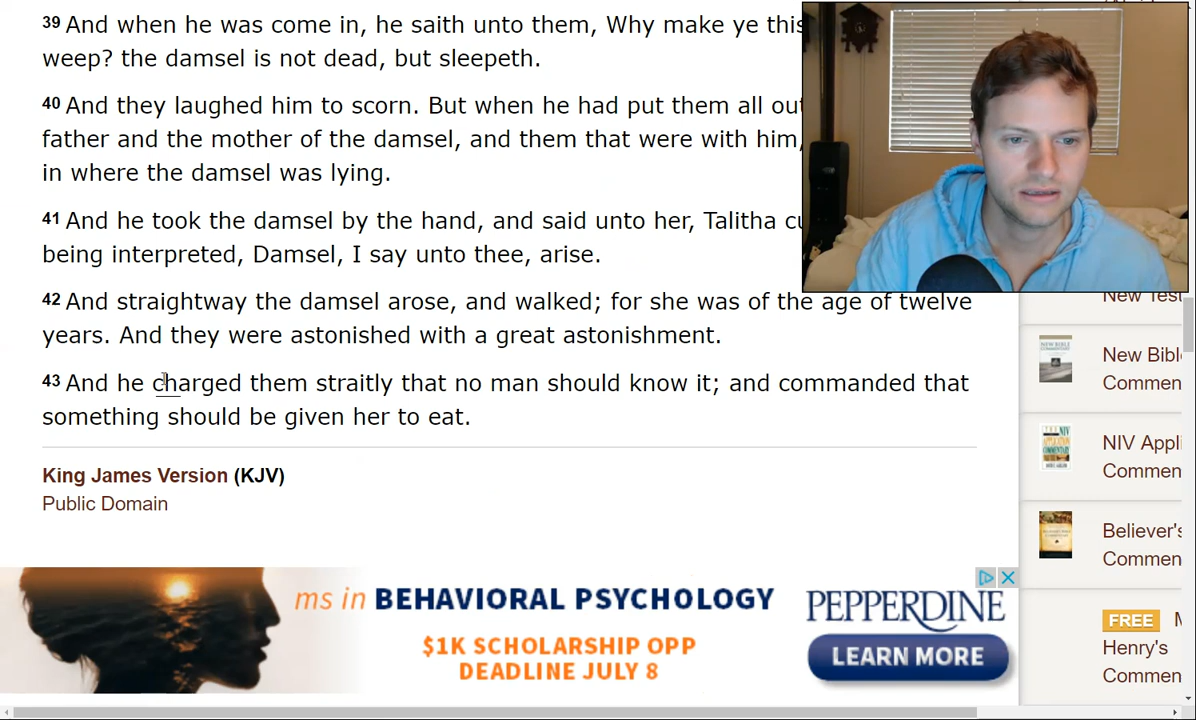 39 And when he was come in, he saith unto them, Why make ye this
weep? the damsel is not dead, but sleepeth.
40 And they laughed him to scorn. But when he had put them all out
father and the mother of the damsel, and them that were with him,
in where the damsel was lying.
41 And he took the damsel by the hand, and said unto her, Talitha cu
being interpreted, Damsel, I say unto thee, arise.
42 And straightway the damsel arose, and walked; for she was of the age of twelve
years. And they were astonished with a great astonishment.
43 And he charged them straitly that no man should know it; and commanded that
something should be given her to eat.
King James Version (KJV)
Public Domain
New Test
New Bibl
Commen
NIV Appli
Commen
Believer's
Commen
FREE M
Henry's
Commen
ms in BEHAVIORAL PSYCHOLOGY
$1K SCHOLARSHIP OPP
DEADLINE JULY 8
PEPPERDINE
LEARN MORE